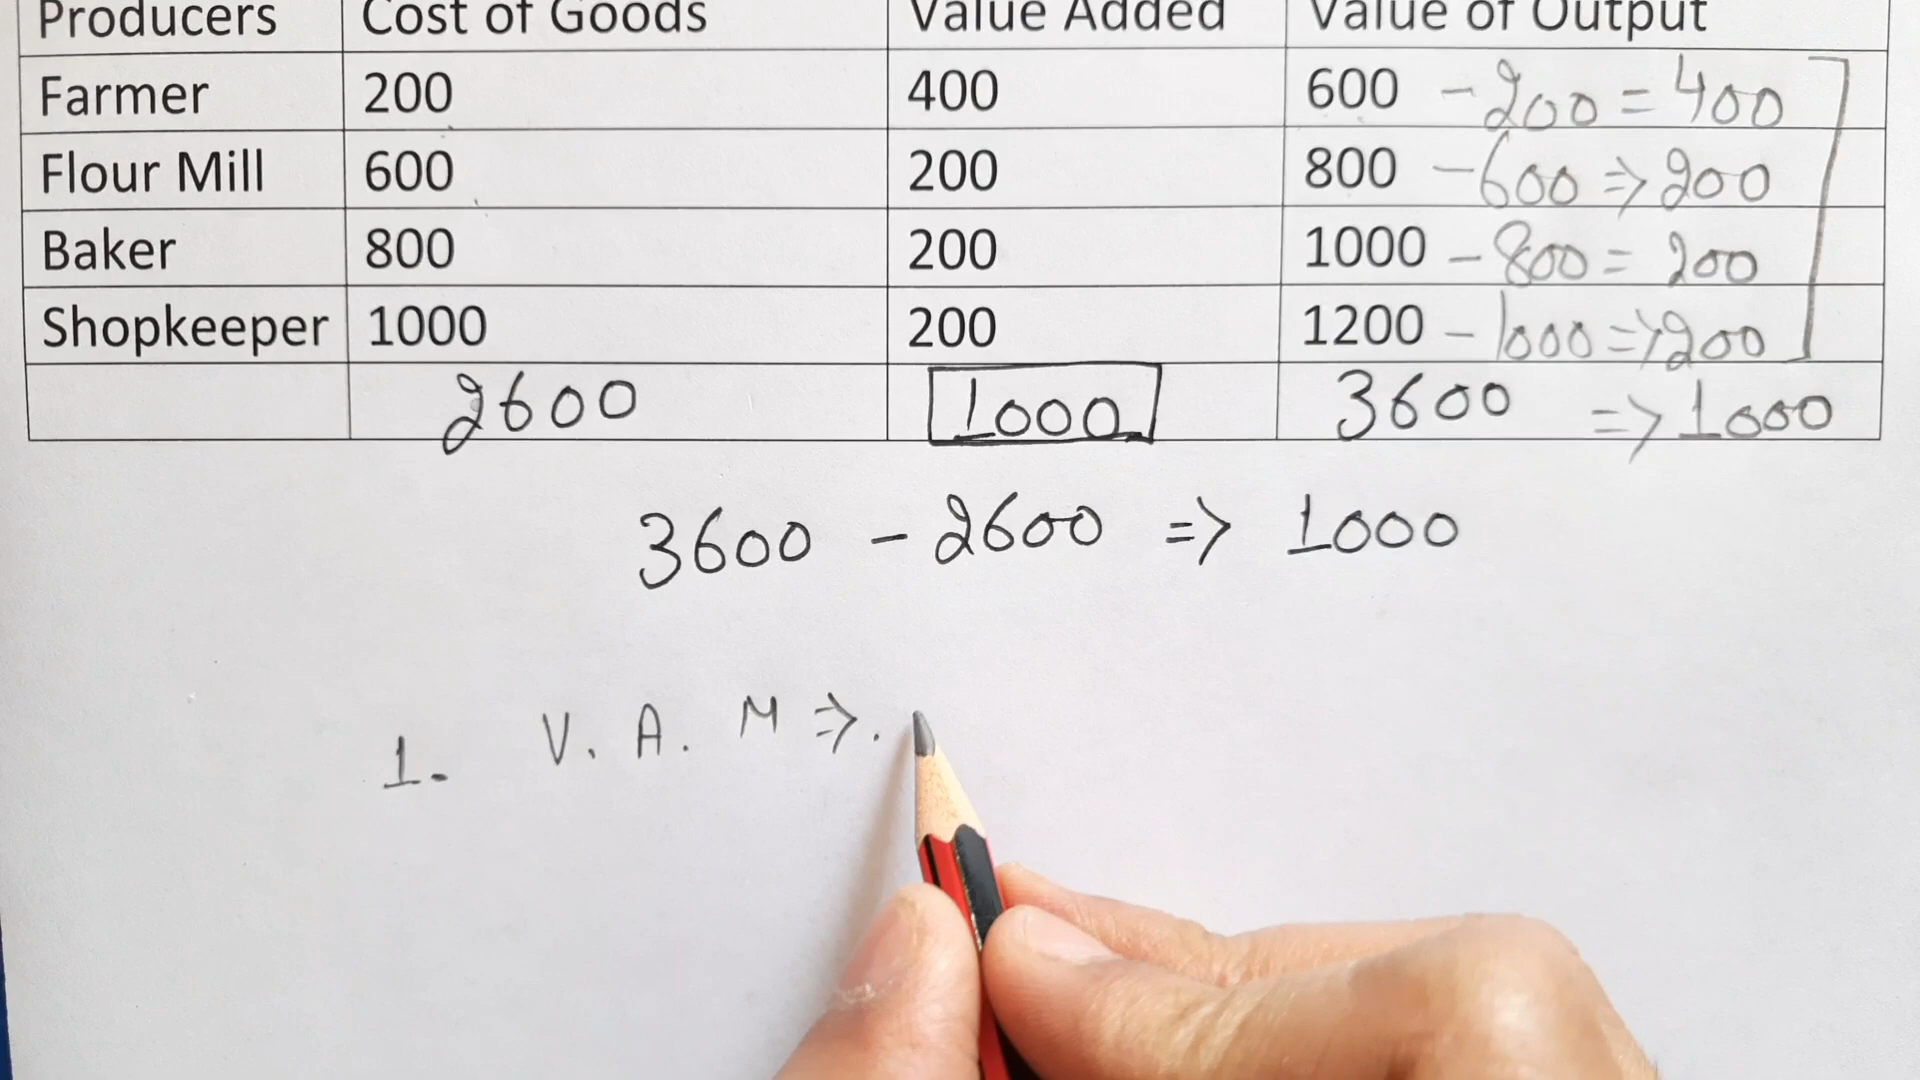 Producers Cost of Goods Value Added Value of Output
Farmer 200 400 600 - 200 = 400
Flour Mill 600 200 800 - 600 => 200
Baker 800 200 1000 - 800 = 200
Shopkeeper 1000 200 1200 - 1000 => 200
2600 1000 3600 => 1000
3600 - 2600 => 1000
1. V. A. M =>.